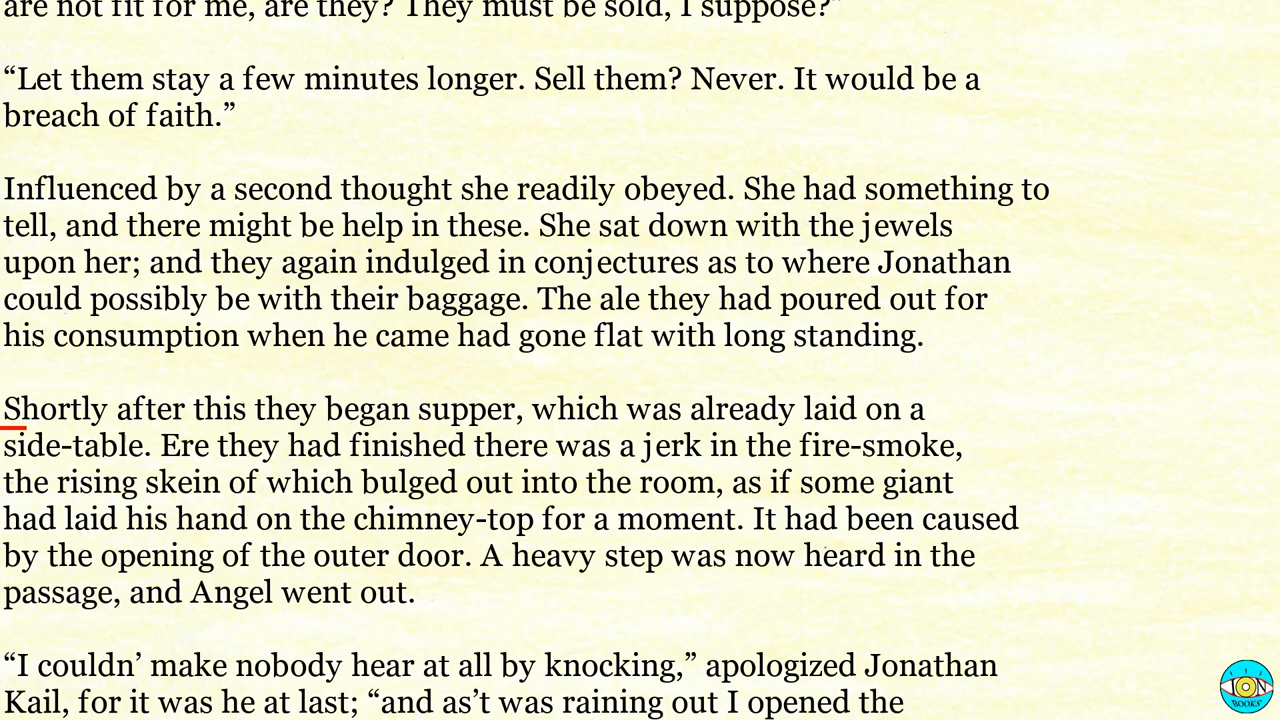 are not fit for me, are they? They must be sold, I suppose?”
“Let them stay a few minutes longer. Sell them? Never. It would be a
breach of faith.”
Influenced by a second thought she readily obeyed. She had something to
tell, and there might be help in these. She sat down with the jewels
upon her; and they again indulged in conjectures as to where Jonathan
could possibly be with their baggage. The ale they had poured out for
his consumption when he came had gone flat with long standing.
Shortly after this they began supper, which was already laid on a
side-table. Ere they had finished there was a jerk in the fire-smoke,
the rising skein of which bulged out into the room, as if some giant
had laid his hand on the chimney-top for a moment. It had been caused
by the opening of the outer door. A heavy step was now heard in the
passage, and Angel went out.
“I couldn’ make nobody hear at all by knocking,” apologized Jonathan
Kail, for it was he at last; “and as’t was raining out I opened the
ION
BOOKS